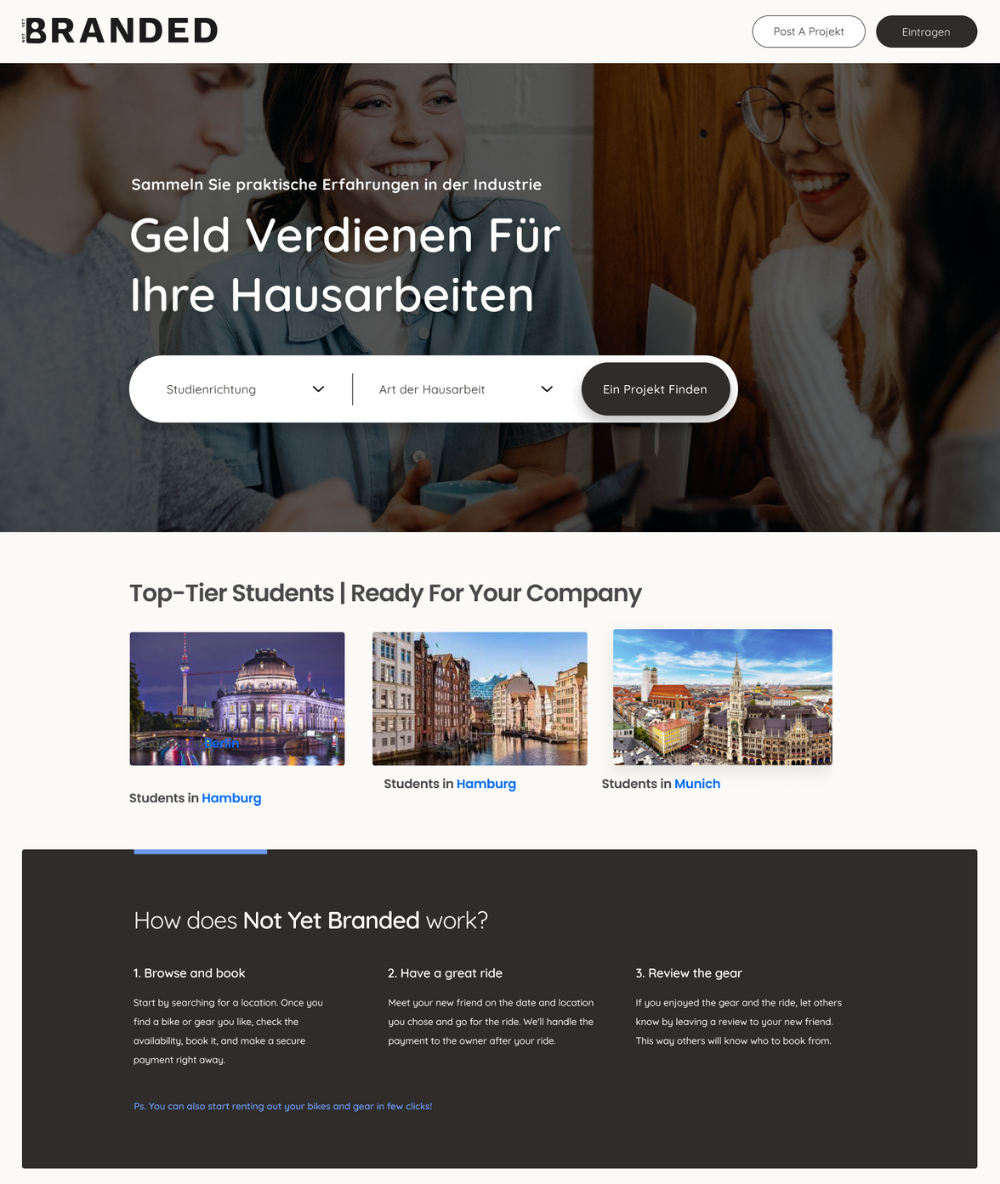 NOT YET
BRANDED
Post A Projekt
Eintragen
Sammeln Sie praktische Erfahrungen in der Industrie
Geld Verdienen Für
Ihre Hausarbeiten
Studienrichtung
Art der Hausarbeit
Ein Projekt Finden
Top-Tier Students | Ready For Your Company
Berlin
Students in Hamburg
Students in Munich
Students in Hamburg
How does Not Yet Branded work?
1. Browse and book
Start by searching for a location. Once you
find a bike or gear you like, check the
availability, book it, and make a secure
payment right away.
2. Have a great ride
Meet your new friend on the date and location
you chose and go for the ride. We'll handle the
payment to the owner after your ride.
3. Review the gear
If you enjoyed the gear and the ride, let others
know by leaving a review to your new friend.
This way others will know who to book from.
Ps. You can also start renting out your bikes and gear in few clicks!